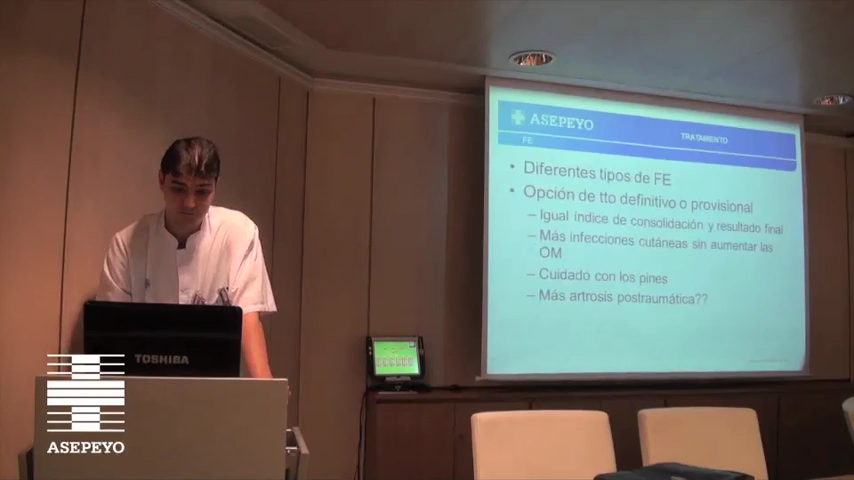 ASEPEYO
FE
TRATAMIENTO
• Diferentes tipos de FE
• Opción de tto definitivo o provisional
– Igual índice de consolidación y resultado final
– Más infecciones cutáneas sin aumentar las
OM
– Cuidado con los pines
– Más artrosis postraumática??
TOSHIBA
ASEPEYO